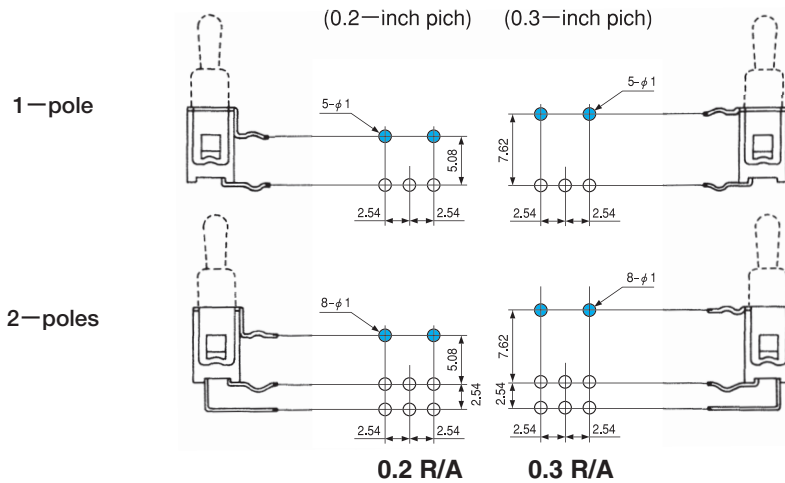 (0.2—inch pich) (0.3—inch pich)
1—pole
5-φ1 5-φ1
5.08 7.62
2.54 2.54 2.54 2.54
2—poles
8-φ1 8-φ1
5.08 7.62
2.54 2.54
2.54 2.54 2.54 2.54
0.2 R/A 0.3 R/A